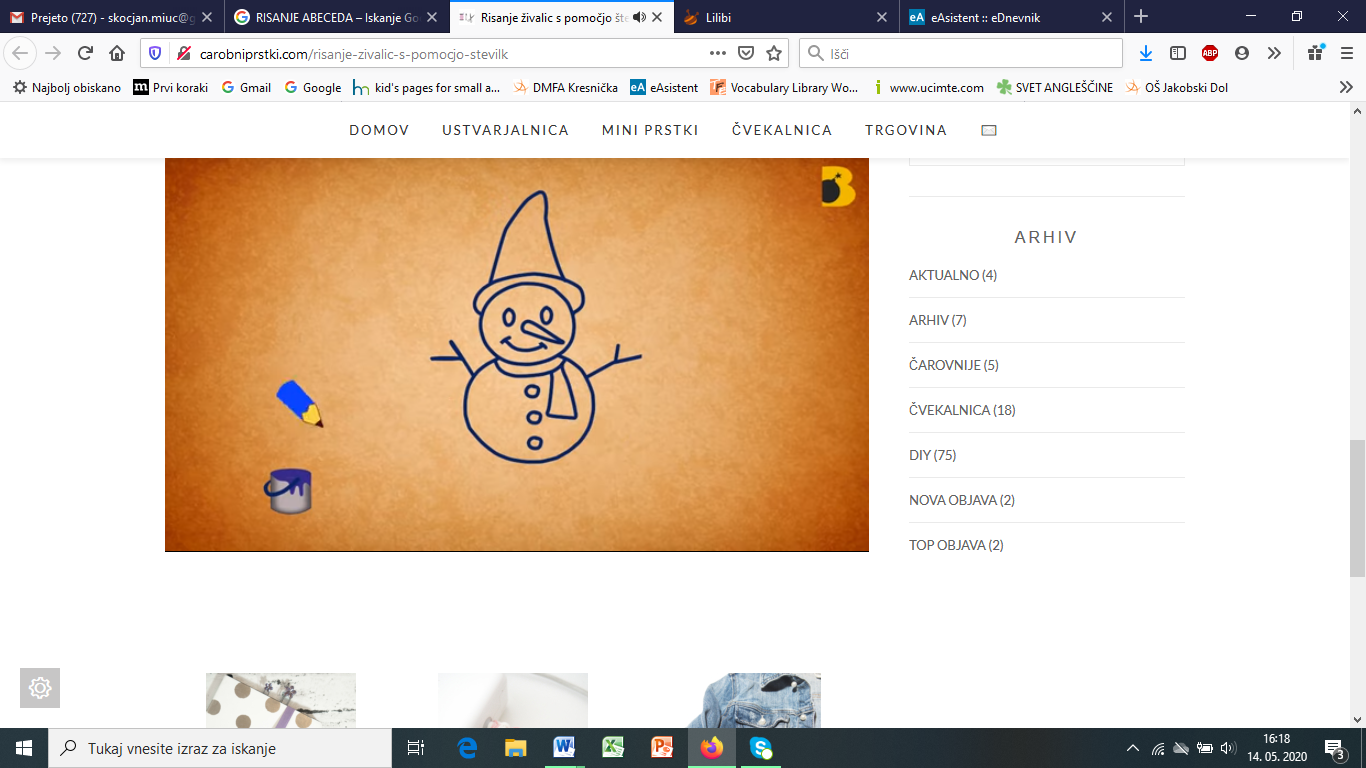 Prejeto (727) - skocjan.miuc@g
RISANJE ABECEDA – Iskanje Go
Risanje živalic s pomočjo šte
Lilibi
eAsistent :: eDnevnik
carobniprstki.com/risanje-zivalic-s-pomocjo-stevilk
Išči
ABP
Najbolj obiskano
Prvi koraki
Gmail
Google
kid's pages for small a...
DMFA Kresnička
eAsistent
Vocabulary Library Wo...
www.ucimte.com
SVET ANGLEŠČINE
OŠ Jakobski Dol
DOMOV
USTVARJALNICA
MINI PRSTKI
ČVEKALNICA
TRGOVINA
B
ARHIV
AKTUALNO (4)
ARHIV (7)
ČAROVNIJE (5)
ČVEKALNICA (18)
DIY (75)
NOVA OBJAVA (2)
TOP OBJAVA (2)
Tukaj vnesite izraz za iskanje
16:18
14. 05. 2020
3